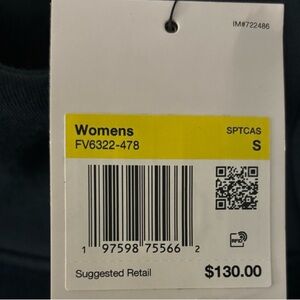 IM#722486
Womens SPTCAS
FV6322-478 S
1 97598 75566 2
Suggested Retail $130.00